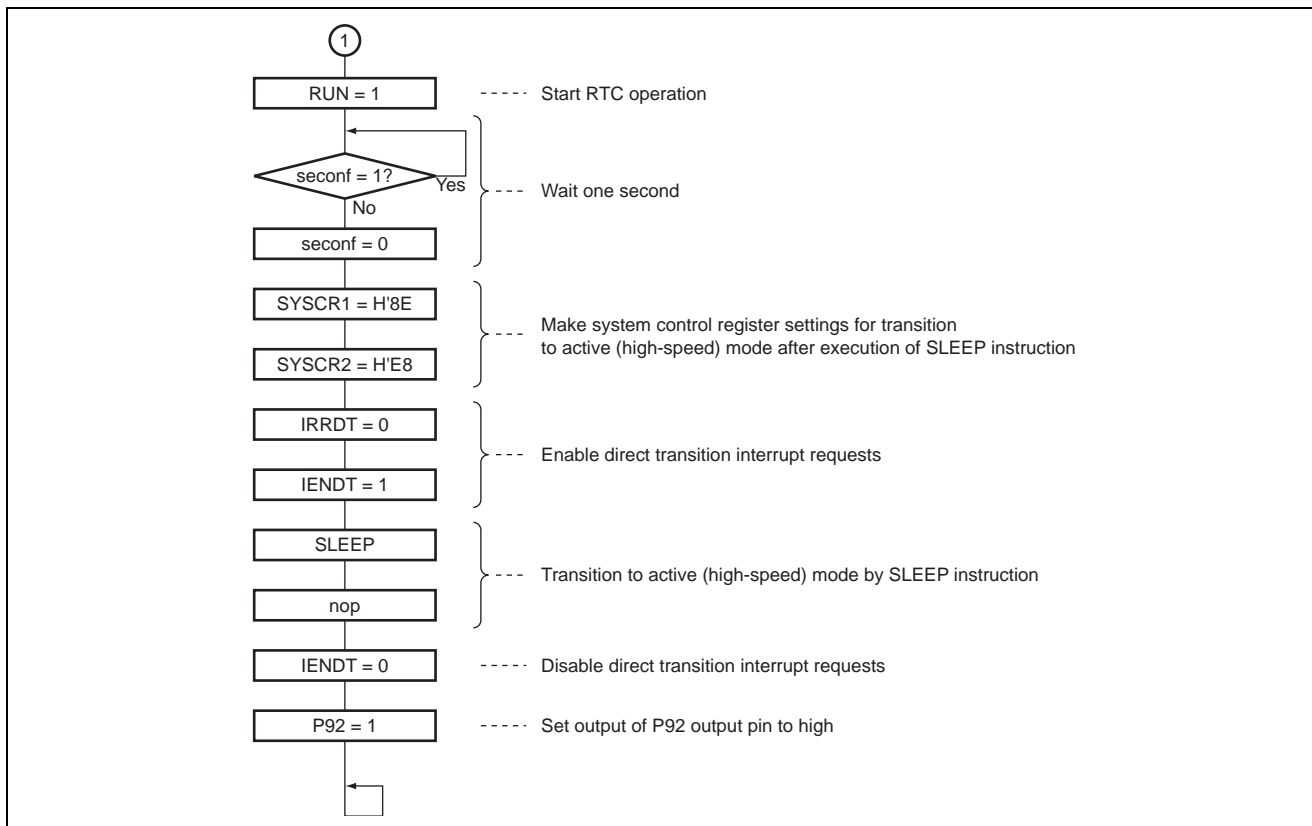 1
RUN = 1
Start RTC operation
seconf = 1?
Yes
No
Wait one second
seconf = 0
SYSCR1 = H'8E
Make system control register settings for transition
to active (high-speed) mode after execution of SLEEP instruction
SYSCR2 = H'E8
IRRDT = 0
Enable direct transition interrupt requests
IENDT = 1
SLEEP
Transition to active (high-speed) mode by SLEEP instruction
nop
IENDT = 0
Disable direct transition interrupt requests
P92 = 1
Set output of P92 output pin to high